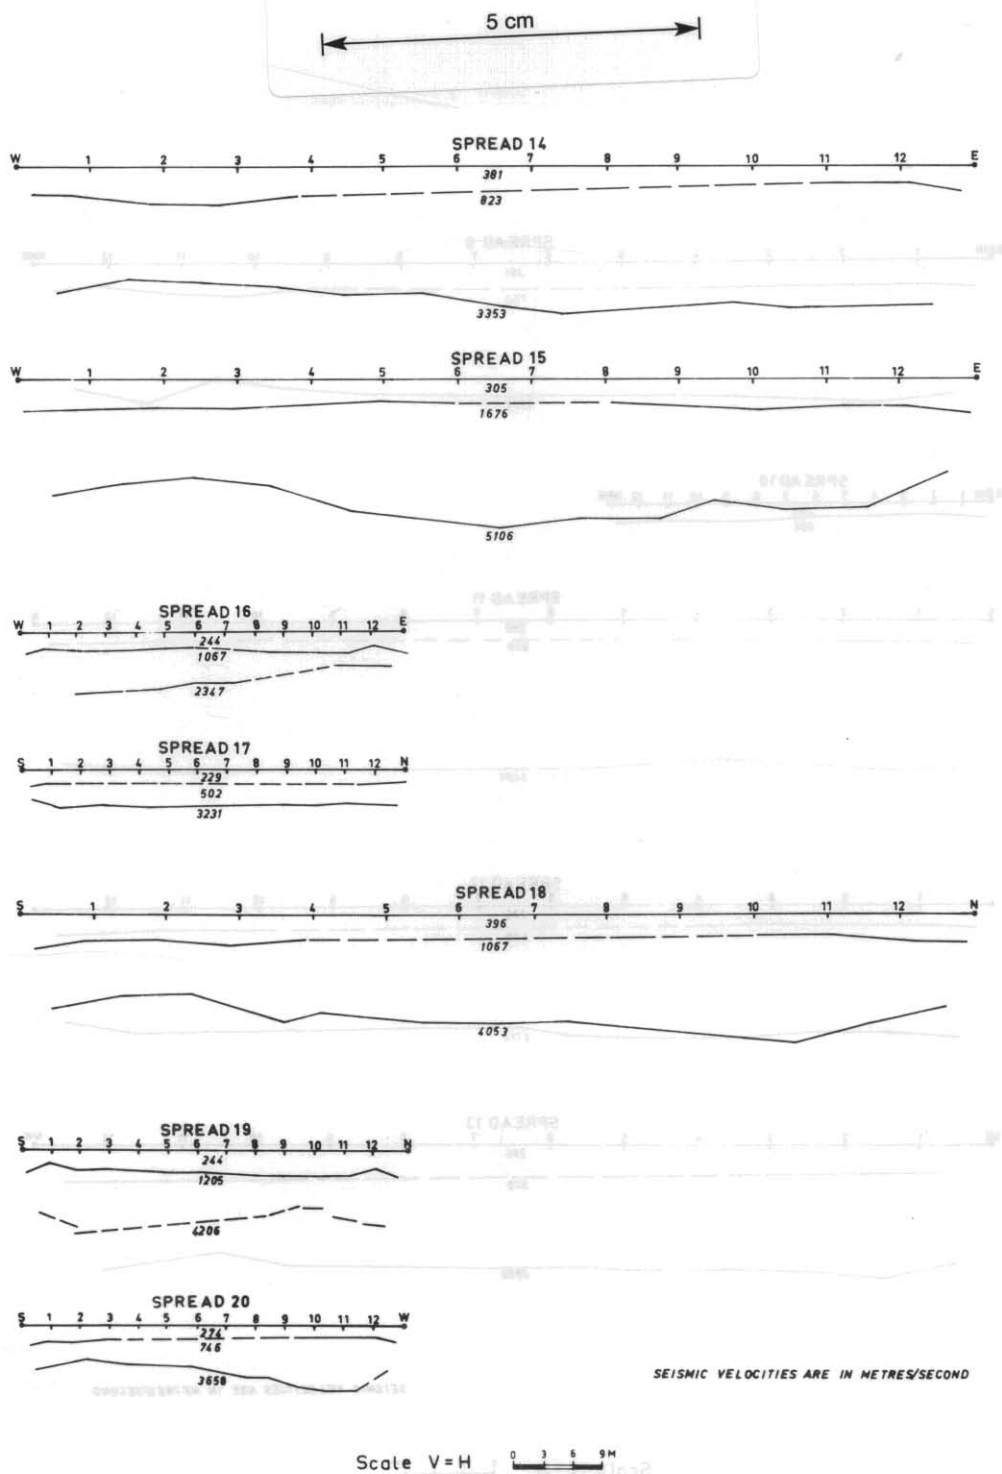 5 cm
SPREAD 14
W 1 2 3 4 5 6 7 8 9 10 11 12 E
381
823
3353
SPREAD 15
W 1 2 3 4 5 6 7 8 9 10 11 12 E
305
1676
5106
SPREAD 16
W 1 2 3 4 5 6 7 8 9 10 11 12 E
244
1067
2347
SPREAD 17
S 1 2 3 4 5 6 7 8 9 10 11 12 N
229
502
3231
SPREAD 18
S 1 2 3 4 5 6 7 8 9 10 11 12 N
396
1067
4053
SPREAD 19
S 1 2 3 4 5 6 7 8 9 10 11 12 N
244
1205
4206
SPREAD 20
S 1 2 3 4 5 6 7 8 9 10 11 12 W
274
746
3658
SEISMIC VELOCITIES ARE IN METRES/SECOND
Scale V = H 0 3 6 9 M